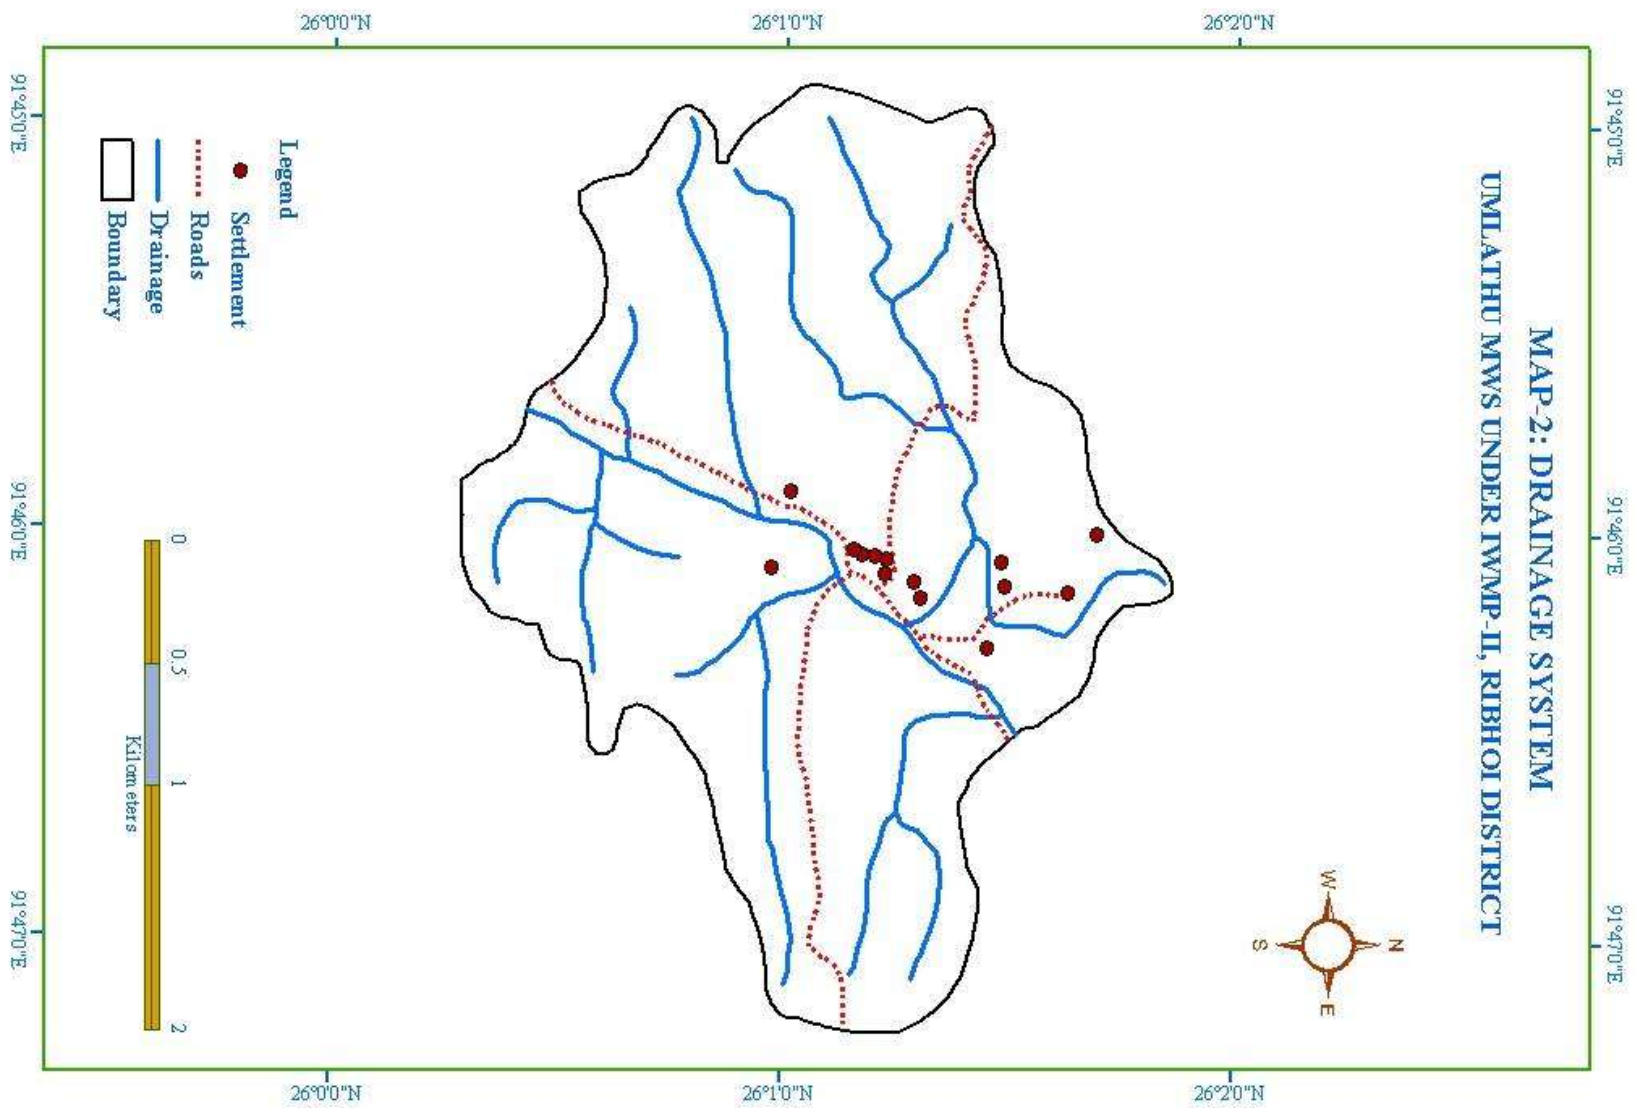 MAP-2: DRAINAGE SYSTEM
UMLATHU MWS UNDER IWMP-II, RIBHOI DISTRICT
91°45'0"E
91°46'0"E
91°47'0"E
26°2'0"N
26°2'0"N
26°1'0"N
26°1'0"N
26°0'0"N
26°0'0"N
N
W
E
S
Legend
Settlement
Roads
Drainage
Boundary
0
0.5
1
2
Kilometers
91°45'0"E
91°46'0"E
91°47'0"E